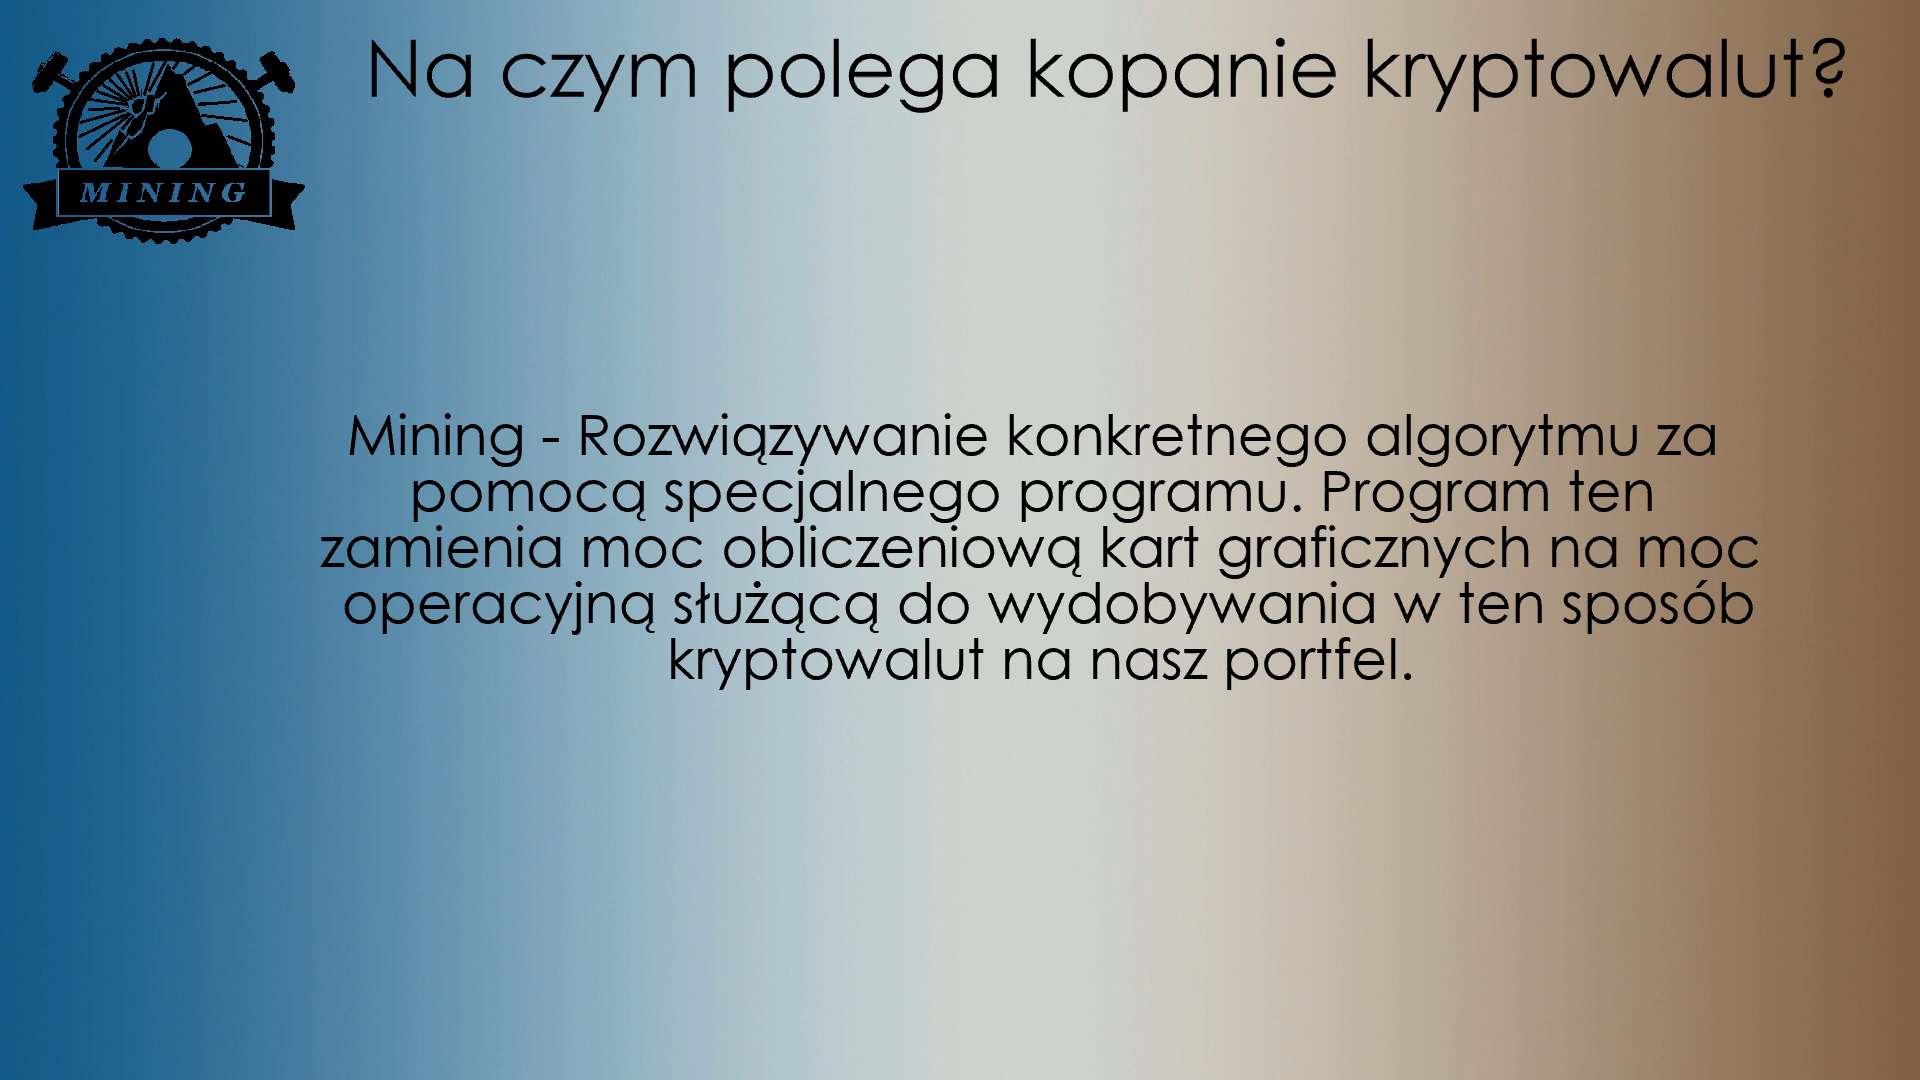 Na czym polega kopanie kryptowalut?
MINING
Mining - Rozwiązywanie konkretnego algorytmu za
pomocą specjalnego programu. Program ten
zamienia moc obliczeniową kart graficznych na moc
operacyjną służącą do wydobywania w ten sposób
kryptowalut na nasz portfel.